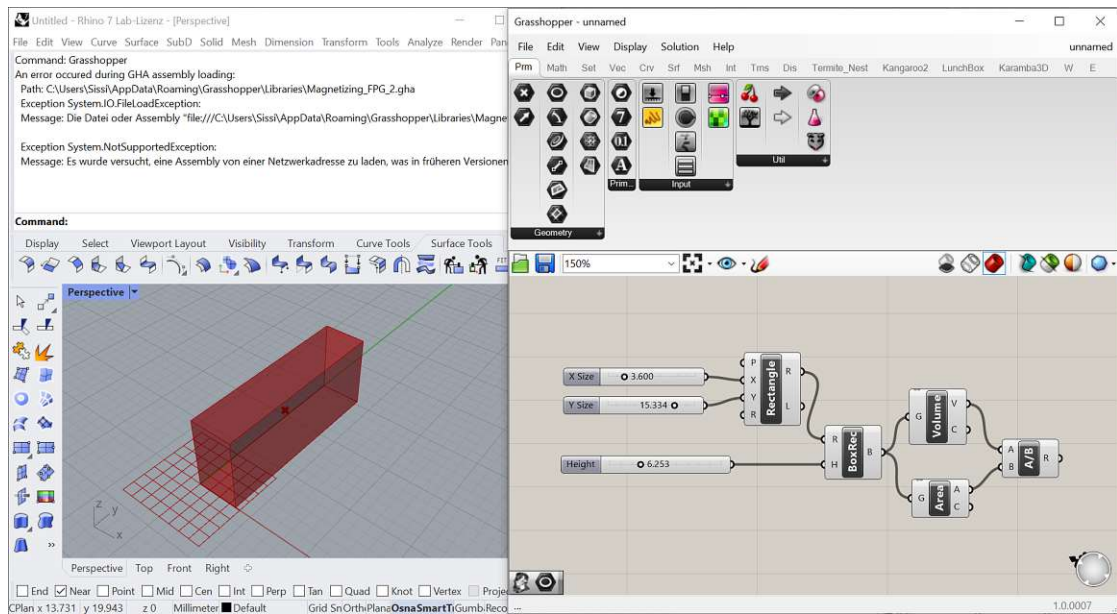 Untitled - Rhino 7 Lab-Lizenz - [Perspective]
File Edit View Curve Surface SubD Solid Mesh Dimension Transform Tools Analyze Render Pan
Command: Grasshopper
An error occured during GHA assembly loading:
Path: C:\Users\Sissi\AppData\Roaming\Grasshopper\Libraries\Magnetizing_FPG_2.gha
Exception System.IO.FileLoadException:
Message: Die Datei oder Assembly "file:///C:\Users\Sissi\AppData\Roaming\Grasshopper\Libraries\Magne
Exception System.NotSupportedException:
Message: Es wurde versucht, eine Assembly von einer Netzwerkadresse zu laden, was in früheren Versionen
Command:
Display Select Viewport Layout Visibility Transform Curve Tools Surface Tools
Perspective
z y
x
Perspective Top Front Right
End Near Point Mid Cen Int Perp Tan Quad Knot Vertex Proje
CPlan x 13.731 y 19.943 z 0 Millimeter Default Grid Sn Orth Plana Osna SmartTi Gumb Reco
Grasshopper - unnamed
File Edit View Display Solution Help unnamed
Prm Math Set Vec Crv Srf Msh Int Trns Dis Termite_Nest Kangaroo2 LunchBox Karamba3D W E
7
0.1
A
Geometry Prim... Input Util
150%
X Size 3.600
Y Size 15.334
Height 6.253
P X Y R Rectangle R L
R H BoxRec B
G Volume V C
G Area A C
A B A/B R
1.0.0007